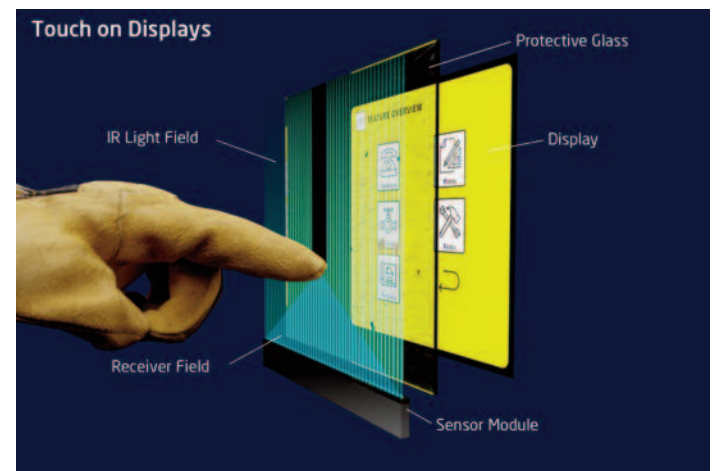 Touch on Displays
Protective Glass
IR Light Field
FEATURE OVERVIEW
Display
Receiver Field
Sensor Module